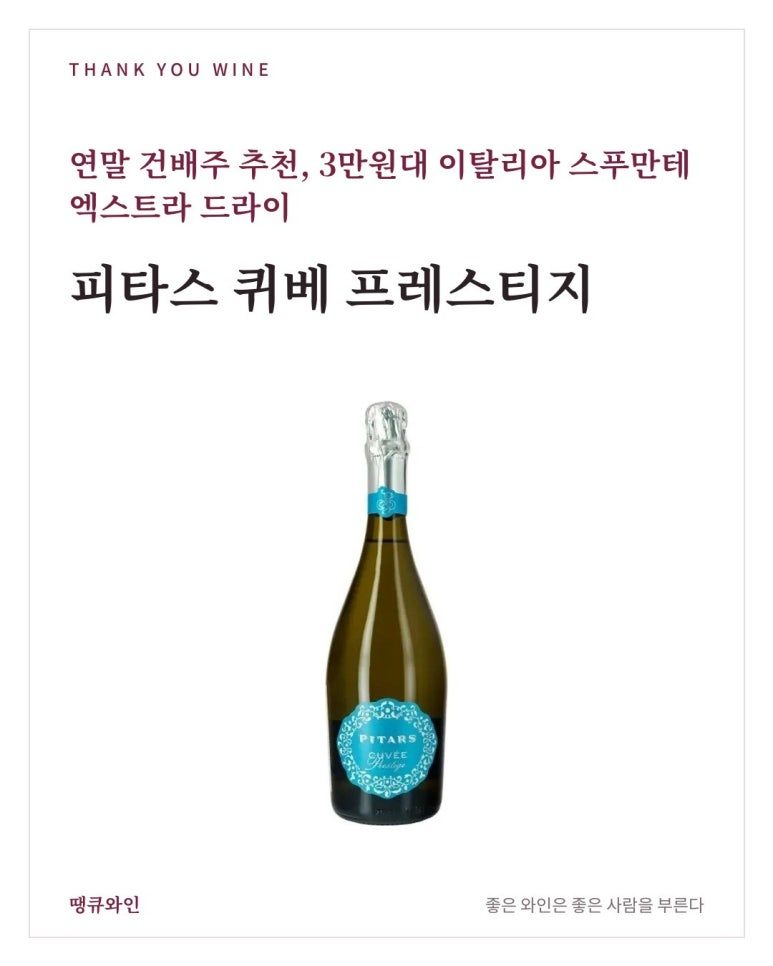 THANK YOU WINE
연말 건배주 추천, 3만원대 이탈리아 스푸만테
엑스트라 드라이
피타스 퀴베 프레스티지
PITARS
CUVÉE
Prestige
땡큐와인
좋은 와인은 좋은 사람을 부른다